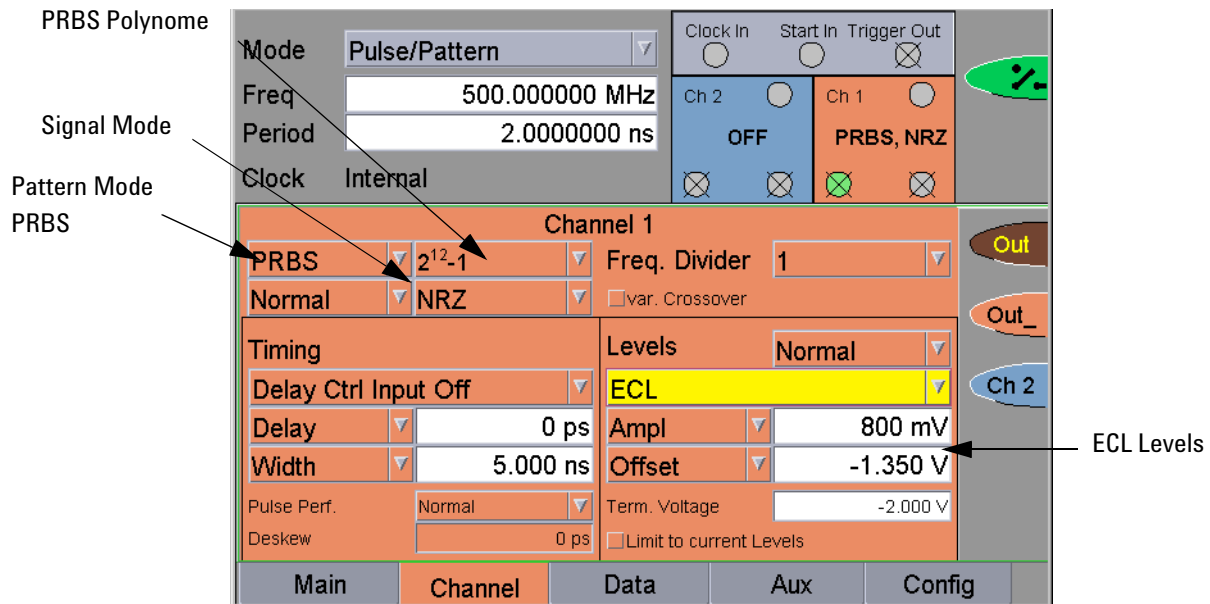 PRBS Polynome
Signal Mode
Pattern Mode
PRBS
Mode Pulse/Pattern
Freq 500.000000 MHz
Period 2.0000000 ns
Clock Internal
Clock In Start In Trigger Out
Ch 2 Ch 1
OFF PRBS, NRZ
Channel 1
PRBS 2¹²-1 Freq. Divider 1
Normal NRZ var. Crossover
Timing
Delay Ctrl Input Off
Delay 0 ps
Width 5.000 ns
Pulse Perf. Normal
Deskew 0 ps
Levels Normal
ECL
Ampl 800 mV
Offset -1.350 V
Term. Voltage -2.000 V
Limit to current Levels
Out
Out_
Ch 2
ECL Levels
Main Channel Data Aux Config